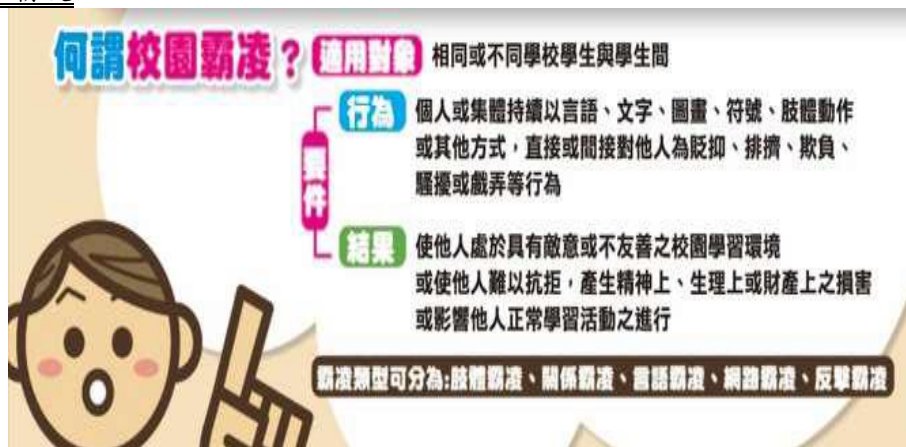 何謂校園霸凌？ 適用對象 相同或不同學校學生與學生間
要件
行為 個人或集體持續以言語、文字、圖畫、符號、肢體動作
或其他方式，直接或間接對他人為貶抑、排擠、欺負、
騷擾或戲弄等行為
結果 使他人處於具有敵意或不友善之校園學習環境
或使他人難以抗拒，產生精神上、生理上或財產上之損害
或影響他人正常學習活動之進行
霸凌類型可分為:肢體霸凌、關係霸凌、言語霸凌、網路霸凌、反擊霸凌